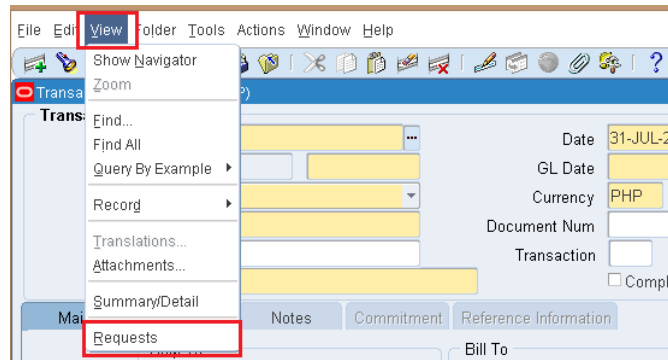 File Edit View Folder Tools Actions Window Help
Show Navigator
Zoom
Find...
Find All
Query By Example
Record
Translations...
Attachments...
Summary/Detail
Requests
Transa P)
Trans
Date 31-JUL-2
GL Date
Currency PHP
Document Num
Transaction
Compl
Mai Notes Commitment Reference Information
Bill To